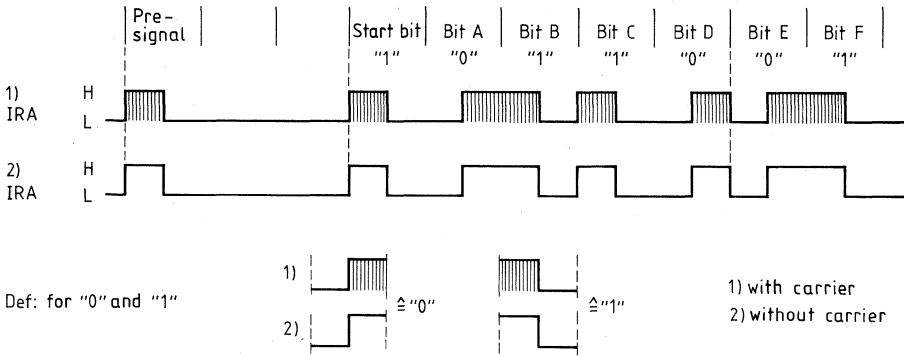 Pre-
signal
Start bit Bit A Bit B Bit C Bit D Bit E Bit F
"1" "0" "1" "1" "0" "0" "1"
1) H
IRA L
2) H
IRA L
1)
Def: for "0" and "1" ≙ "0" ≙ "1" 1) with carrier
2) 2) without carrier